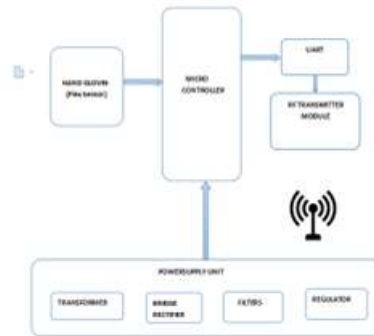 HAND GLOVES
(Flex Sensor)
MICRO
CONTROLLER
UART
RF TRANSMITTER
MODULE
POWERSUPPLY UNIT
TRANSFORMER
BRIDGE
RECTIFIER
FILTERS
REGULATOR